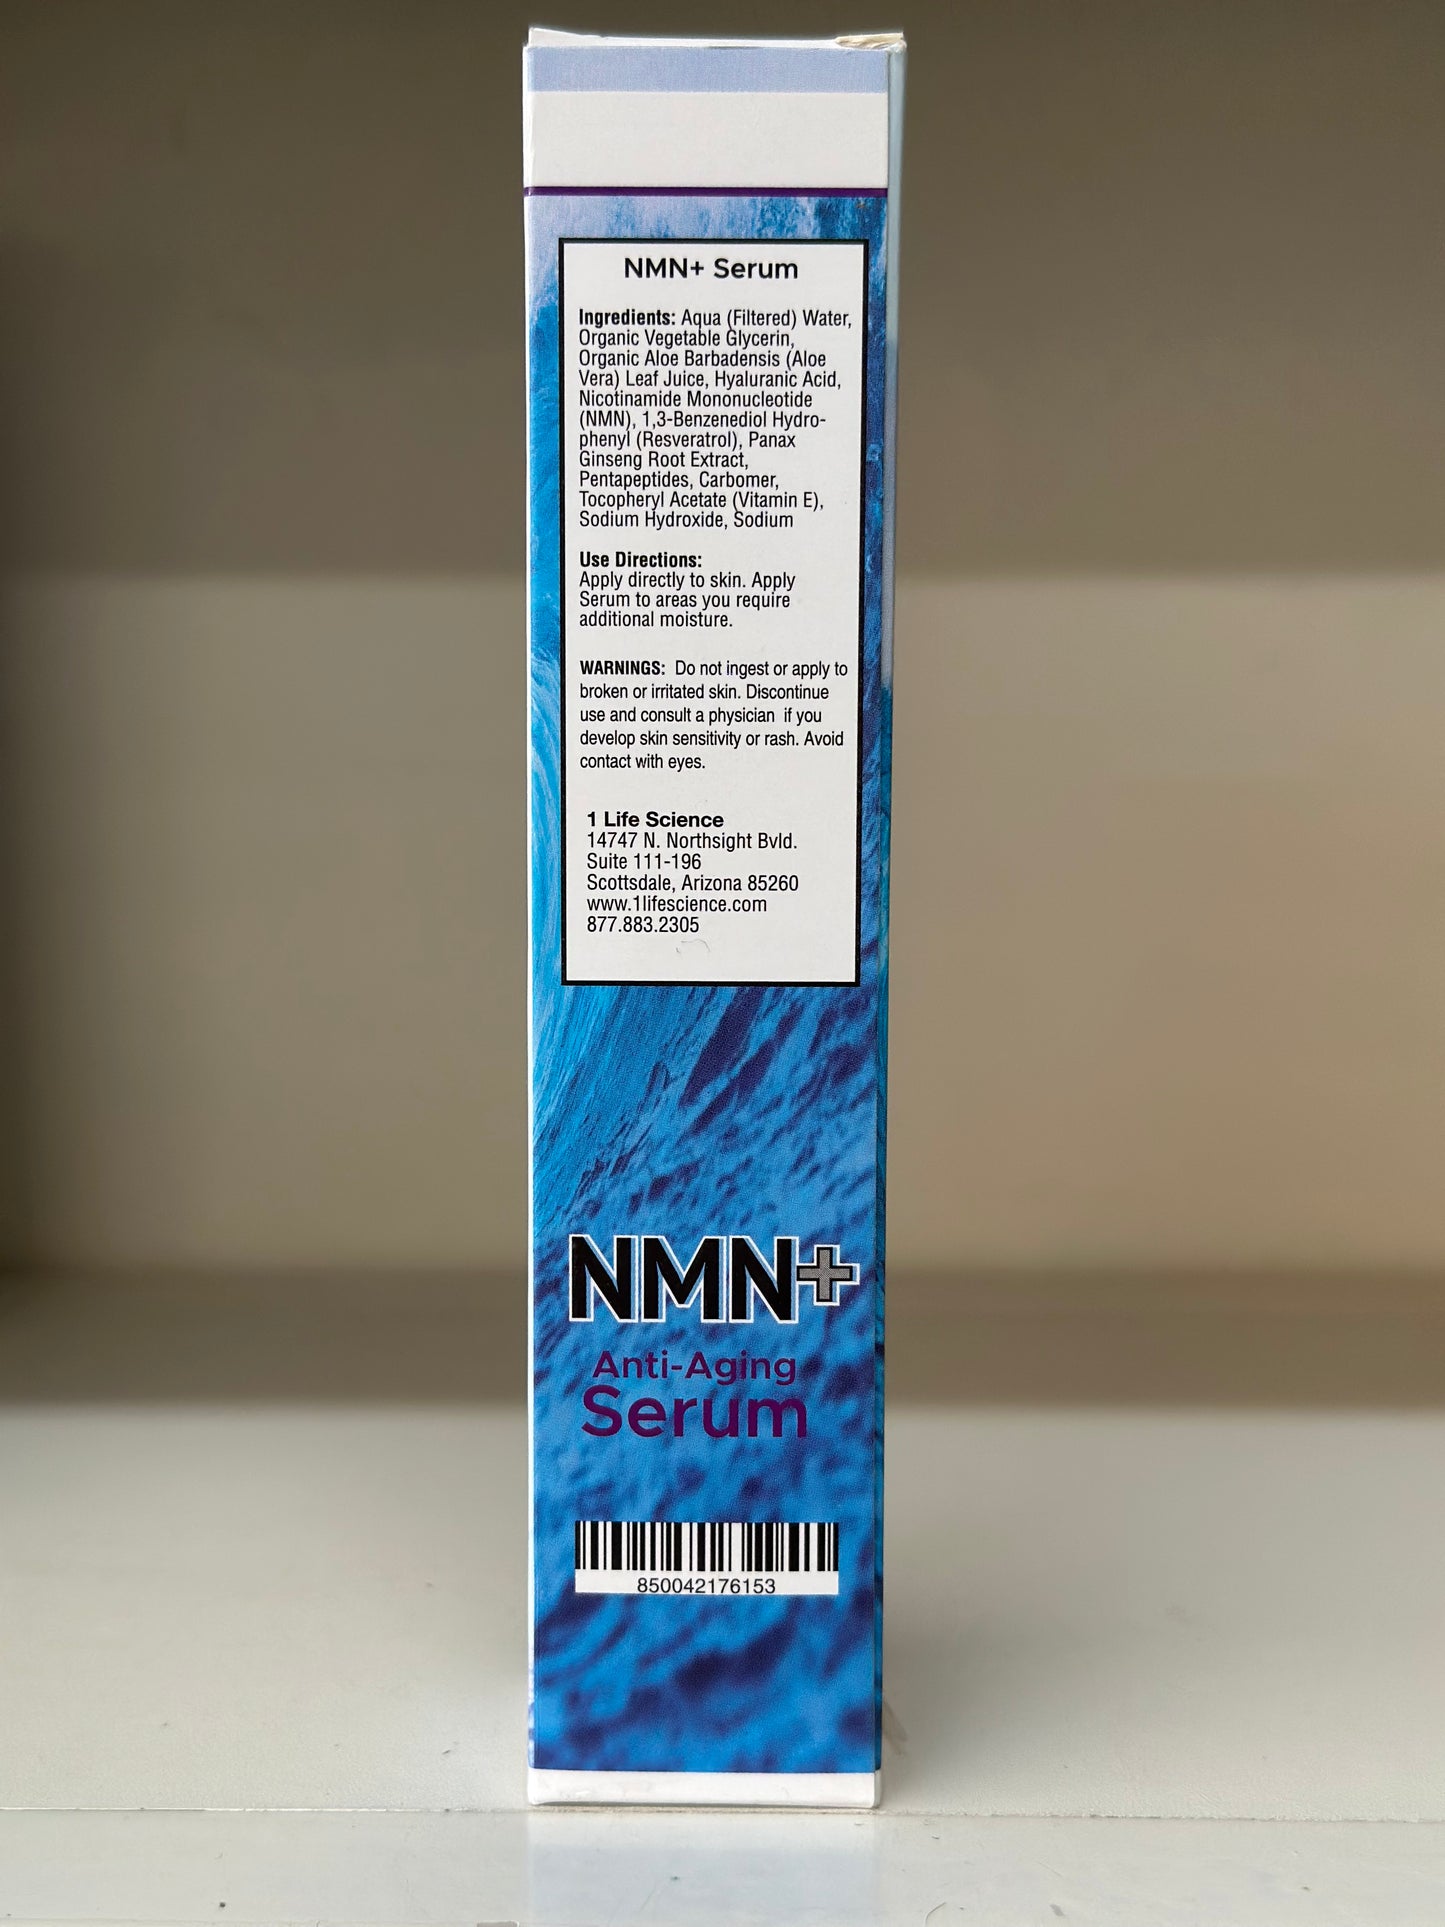 NMN+ Serum
Ingredients: Aqua (Filtered) Water,
Organic Vegetable Glycerin,
Organic Aloe Barbadensis (Aloe
Vera) Leaf Juice, Hyaluranic Acid,
Nicotinamide Mononucleotide
(NMN), 1,3-Benzenediol Hydro-
phenyl (Resveratrol), Panax
Ginseng Root Extract,
Pentapeptides, Carbomer,
Tocopheryl Acetate (Vitamin E),
Sodium Hydroxide, Sodium
Use Directions:
Apply directly to skin. Apply
Serum to areas you require
additional moisture.
WARNINGS: Do not ingest or apply to
broken or irritated skin. Discontinue
use and consult a physician if you
develop skin sensitivity or rash. Avoid
contact with eyes.
1 Life Science
14747 N. Northsight Bvld.
Suite 111-196
Scottsdale, Arizona 85260
www.1lifescience.com
877.883.2305
NMN+
Anti-Aging
Serum
850042176153